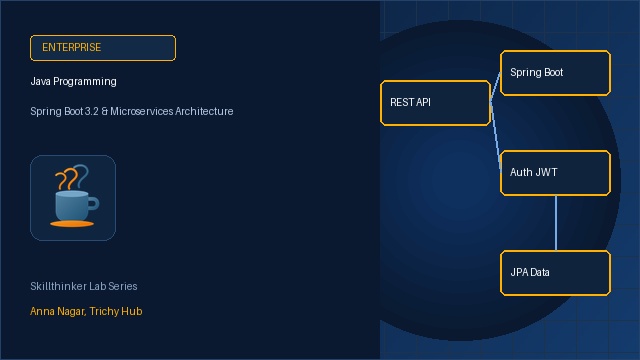 ENTERPRISE
Java Programming
Spring Boot 3.2 & Microservices Architecture
Skillthinker Lab Series
Anna Nagar, Trichy Hub
REST API
Spring Boot
Auth JWT
JPA Data